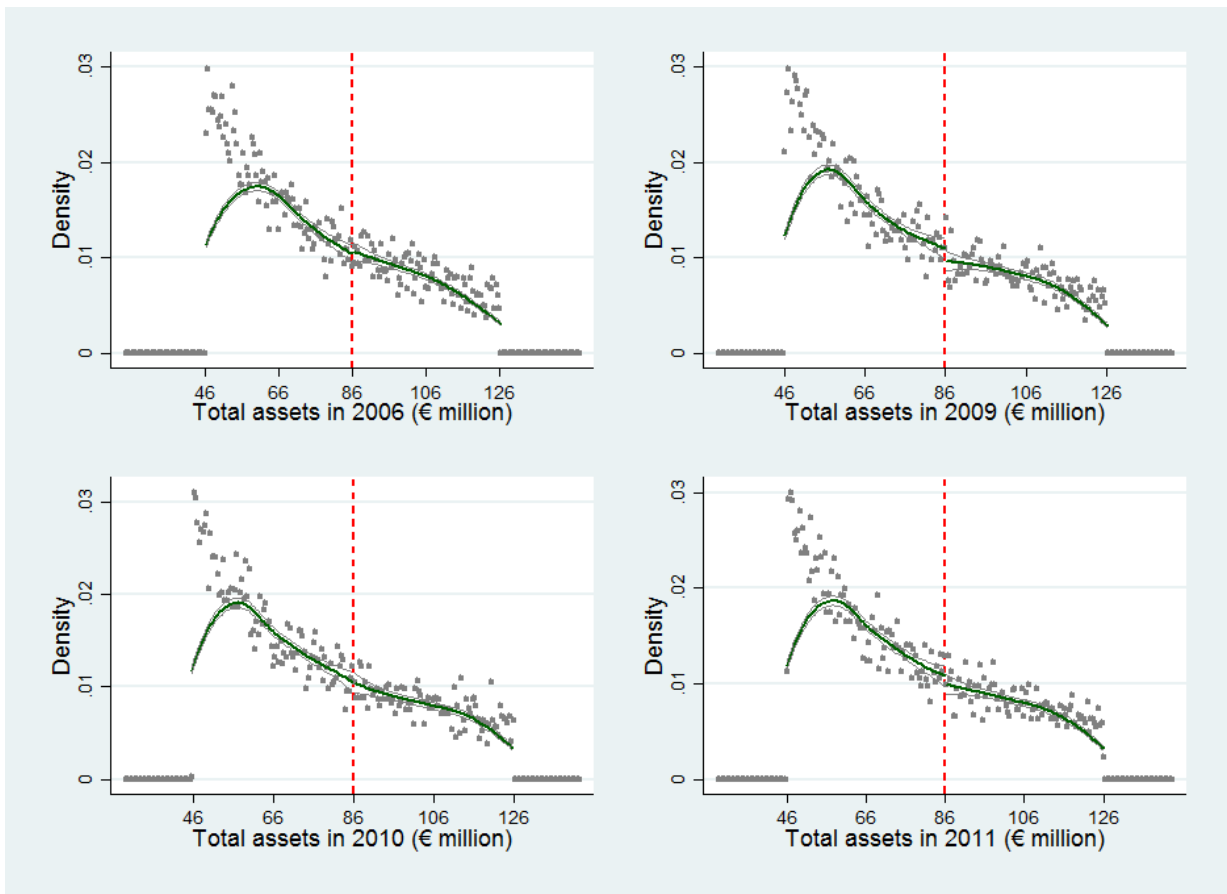 .03
.02
.01
0
Density
46 66 86 106 126
Total assets in 2006 (€ million)
.03
.02
.01
0
Density
46 66 86 106 126
Total assets in 2009 (€ million)
.03
.02
.01
0
Density
46 66 86 106 126
Total assets in 2010 (€ million)
.03
.02
.01
0
Density
46 66 86 106 126
Total assets in 2011 (€ million)